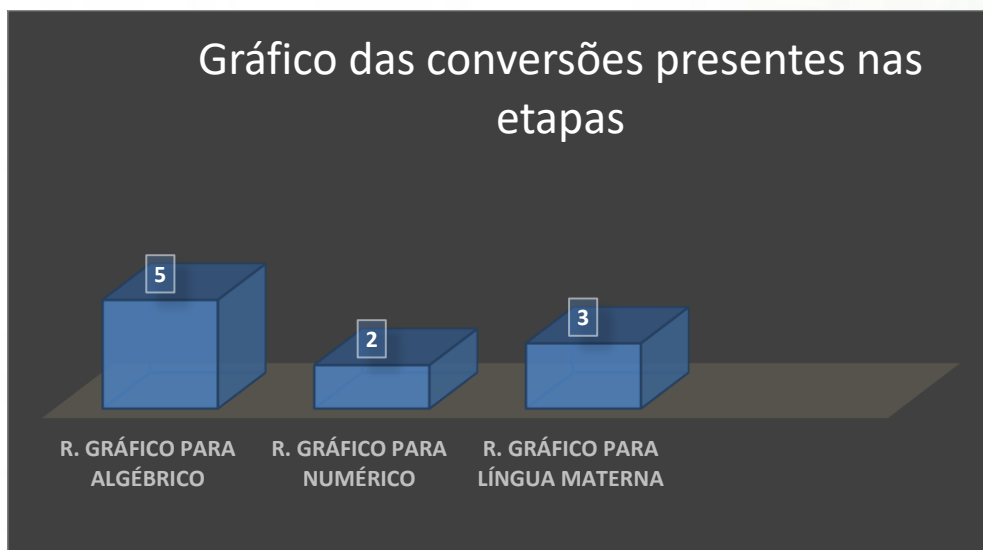 Gráfico das conversões presentes nas
etapas
5
2
3
R. GRÁFICO PARA
ALGÉBRICO
R. GRÁFICO PARA
NUMÉRICO
R. GRÁFICO PARA
LÍNGUA MATERNA